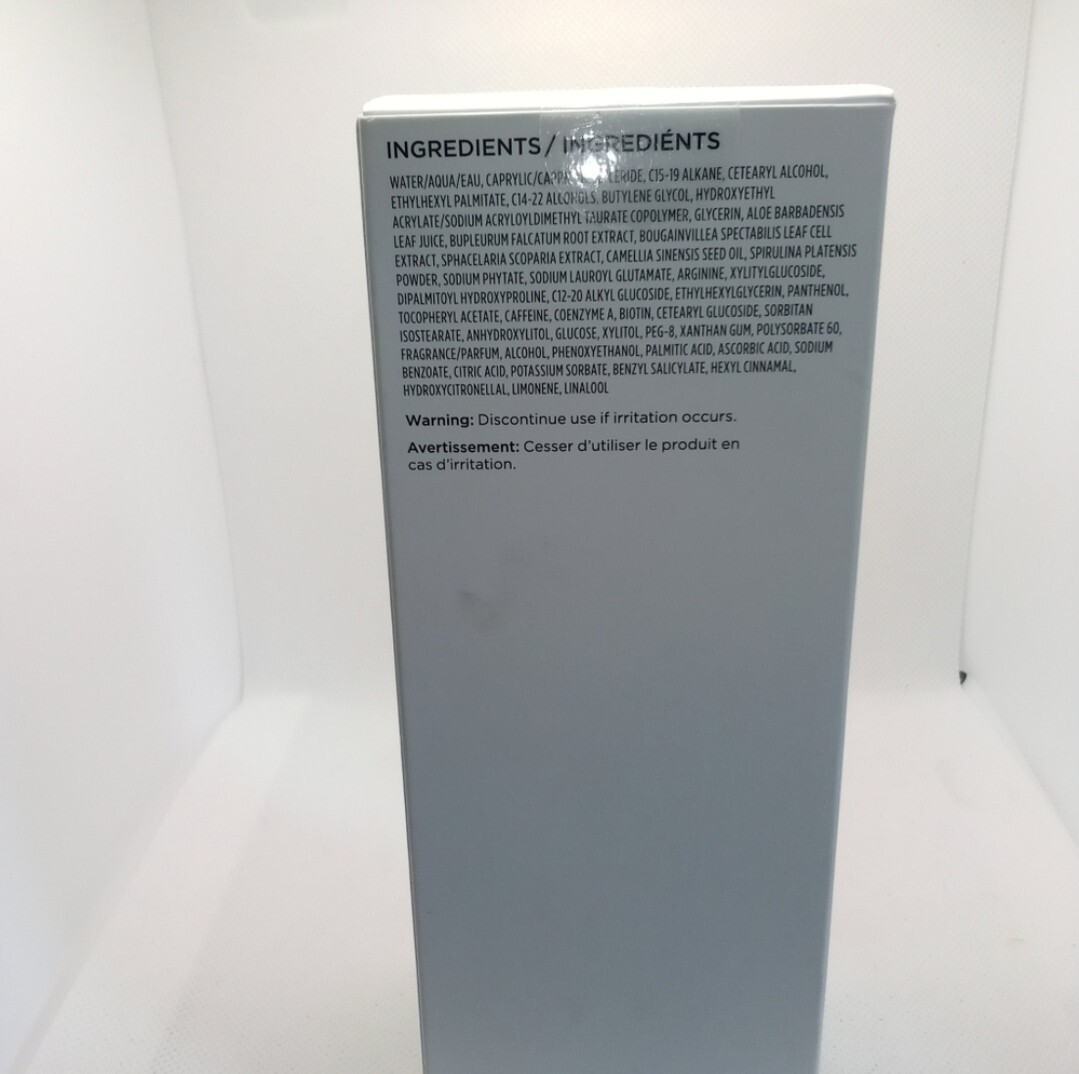 INGREDIENTS / INGREDIÉNTS
WATER/AQUA/EAU, CAPRYLIC/ C15-19 ALKANE, CETEARYL ALCOHOL,
ETHYLHEXYL PALMITATE, C14-22 ALCOHOLS, BUTYLENE GLYCOL, HYDROXYETHYL
ACRYLATE/SODIUM ACRYLOYLDIMETHYL TAURATE COPOLYMER, GLYCERIN, ALOE BARBADENSIS
LEAF JUICE, BUPLEURUM FALCATUM ROOT EXTRACT, BOUGAINVILLEA SPECTABILIS LEAF CELL
EXTRACT, SPHACELARIA SCOPARIA EXTRACT, CAMELLIA SINENSIS SEED OIL, SPIRULINA PLATENSIS
POWDER, SODIUM PHYTATE, SODIUM LAUROYL GLUTAMATE, ARGININE, XYLITYLGLUCOSIDE,
DIPALMITOYL HYDROXYPROLINE, C12-20 ALKYL GLUCOSIDE, ETHYLHEXYLGLYCERIN, PANTHENOL,
TOCOPHERYL ACETATE, CAFFEINE, COENZYME A, BIOTIN, CETEARYL GLUCOSIDE, SORBITAN
ISOSTEARATE, ANHYDROXYLITOL, GLUCOSE, XYLITOL, PEG-8, XANTHAN GUM, POLYSORBATE 60,
FRAGRANCE/PARFUM, ALCOHOL, PHENOXYETHANOL, PALMITIC ACID, ASCORBIC ACID, SODIUM
BENZOATE, CITRIC ACID, POTASSIUM SORBATE, BENZYL SALICYLATE, HEXYL CINNAMAL,
HYDROXYCITRONELLAL, LIMONENE, LINALOOL
Warning: Discontinue use if irritation occurs.
Avertissement: Cesser d'utiliser le produit en
cas d'irritation.